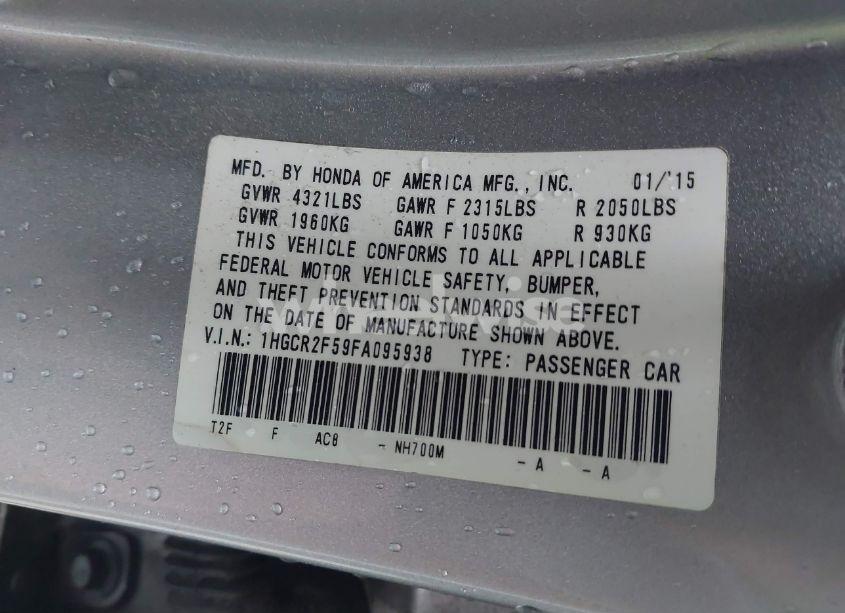 MFD. BY HONDA OF AMERICA MFG., INC. 01/'15
GVWR 4321LBS GAWR F 2315LBS R 2050LBS
GVWR 1960KG GAWR F 1050KG R 930KG
THIS VEHICLE CONFORMS TO ALL APPLICABLE
FEDERAL MOTOR VEHICLE SAFETY, BUMPER,
AND THEFT PREVENTION STANDARDS IN EFFECT
ON THE DATE OF MANUFACTURE SHOWN ABOVE.
V.I.N.: 1HGCR2F59FA095938 TYPE: PASSENGER CAR
T2F F AC8 - NH700M - A - A